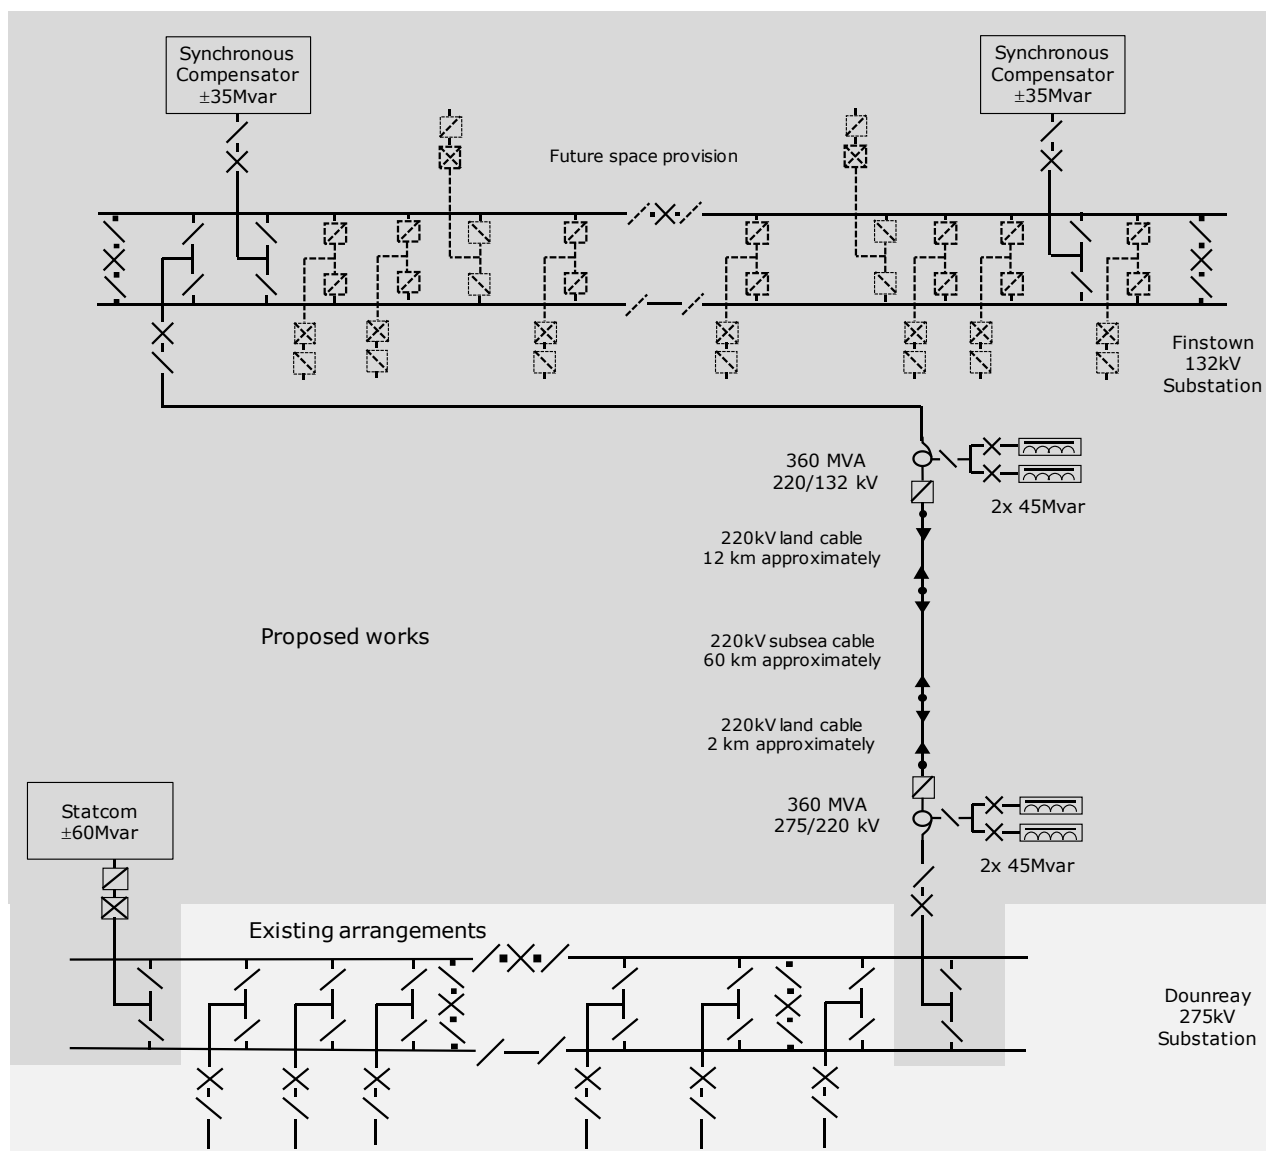 Synchronous
Compensator
±35Mvar
Synchronous
Compensator
±35Mvar
Future space provision
Finstown
132kV
Substation
360 MVA
220/132 kV
2x 45Mvar
220kV land cable
12 km approximately
Proposed works
220kV subsea cable
60 km approximately
220kV land cable
2 km approximately
Statcom
±60Mvar
360 MVA
275/220 kV
2x 45Mvar
Existing arrangements
Dounreay
275kV
Substation